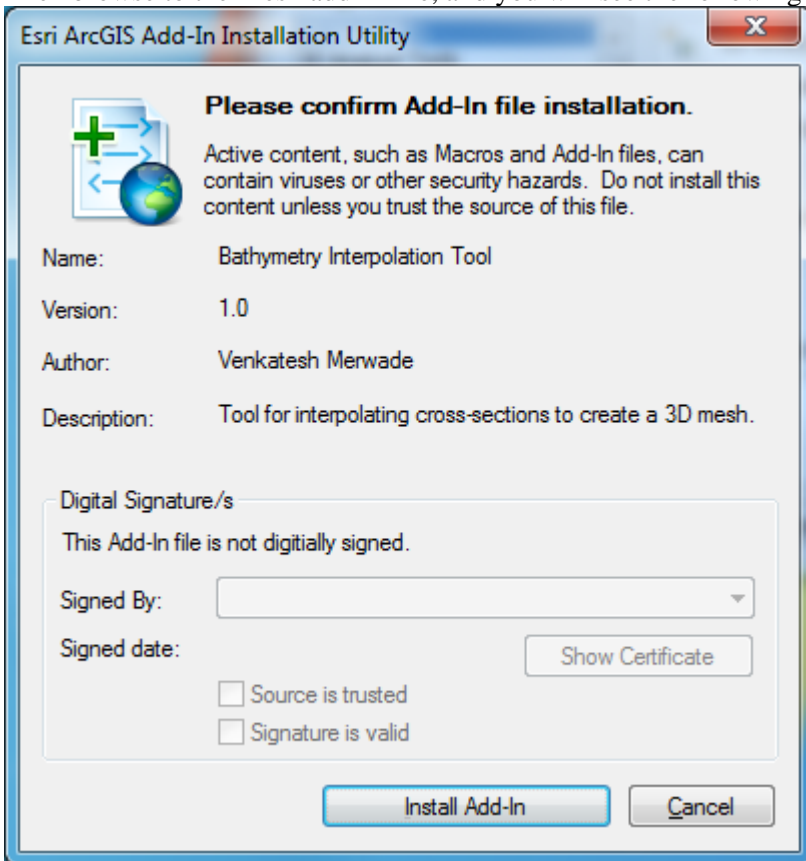 Esri ArcGIS Add-In Installation Utility
Please confirm Add-In file installation.
Active content, such as Macros and Add-In files, can
contain viruses or other security hazards. Do not install this
content unless you trust the source of this file.
Name: Bathymetry Interpolation Tool
Version: 1.0
Author: Venkatesh Merwade
Description: Tool for interpolating cross-sections to create a 3D mesh.
Digital Signature/s
This Add-In file is not digitially signed.
Signed By:
Signed date:
Show Certificate
Source is trusted
Signature is valid
Install Add-In Cancel